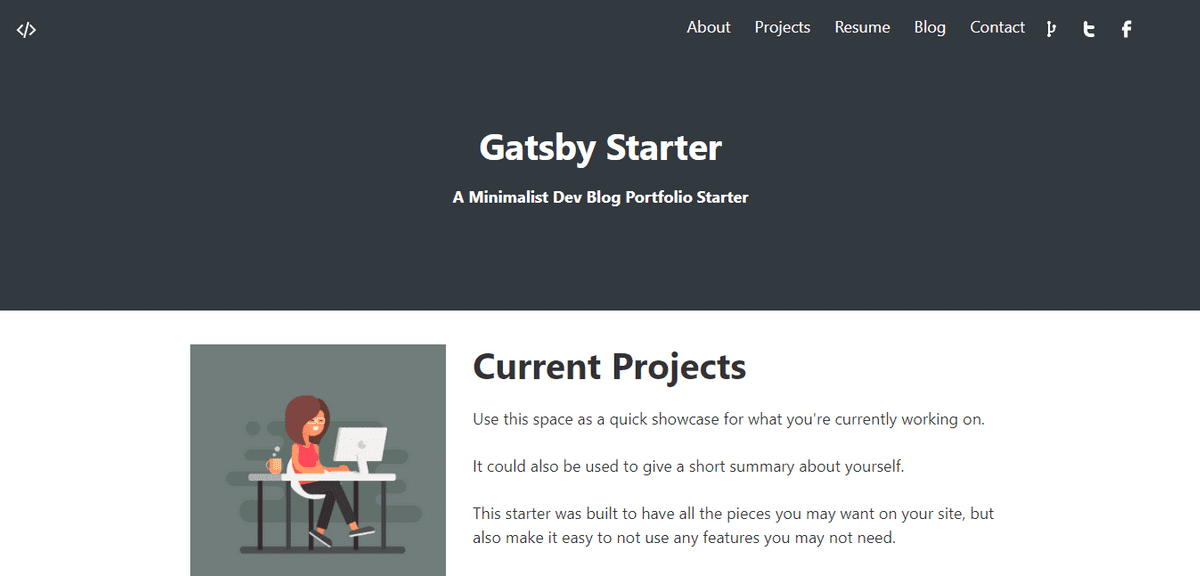 About Projects Resume Blog Contact
Gatsby Starter
A Minimalist Dev Blog Portfolio Starter
Current Projects
Use this space as a quick showcase for what you're currently working on.
It could also be used to give a short summary about yourself.
This starter was built to have all the pieces you may want on your site, but
also make it easy to not use any features you may not need.